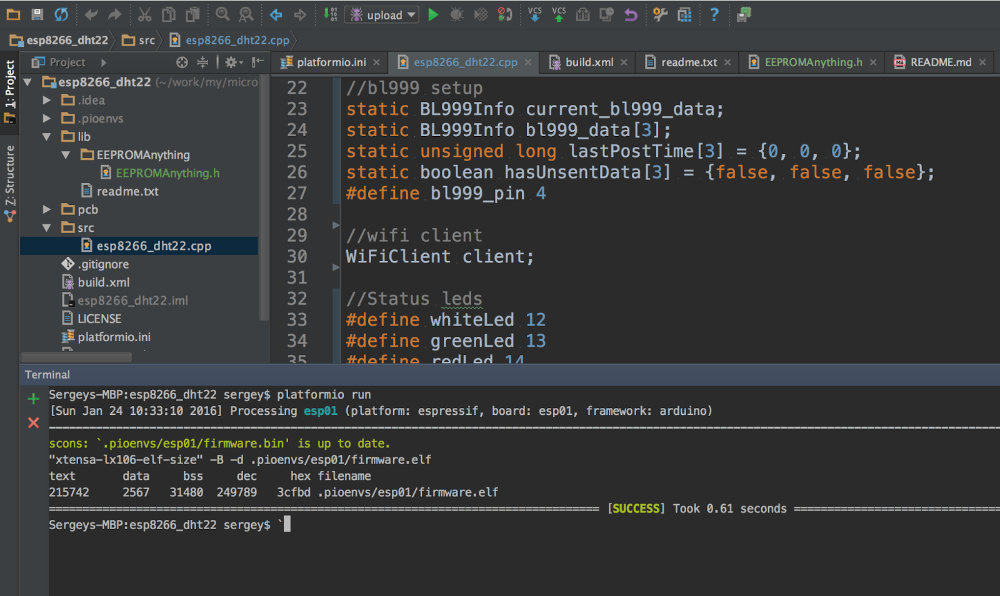 upload
VCS
VCS
?
esp8266_dht22
src
esp8266_dht22.cpp
1: Project
Z: Structure
Project
esp8266_dht22 (~/work/my/micro
.idea
.pioenvs
lib
EEPROMAnything
EEPROMAnything.h
readme.txt
pcb
src
esp8266_dht22.cpp
.gitignore
build.xml
esp8266_dht22.iml
LICENSE
platformio.ini
platformio.ini
esp8266_dht22.cpp
build.xml
readme.txt
EEPROMAnything.h
README.md
22 //bl999 setup
23 static BL999Info current_bl999_data;
24 static BL999Info bl999_data[3];
25 static unsigned long lastPostTime[3] = {0, 0, 0};
26 static boolean hasUnsentData[3] = {false, false, false};
27 #define bl999_pin 4
28
29 //wifi client
30 WiFiClient client;
31
32 //Status leds
33 #define whiteLed 12
34 #define greenLed 13
35 #define redLed 14
Terminal
Sergeys-MBP:esp8266_dht22 sergey$ platformio run
[Sun Jan 24 10:33:10 2016] Processing esp01 (platform: espressif, board: esp01, framework: arduino)
scons: `.pioenvs/esp01/firmware.bin' is up to date.
"xtensa-lx106-elf-size" -B -d .pioenvs/esp01/firmware.elf
text data bss dec hex filename
215742 2567 31480 249789 3cfbd .pioenvs/esp01/firmware.elf
[SUCCESS] Took 0.61 seconds
Sergeys-MBP:esp8266_dht22 sergey$ `